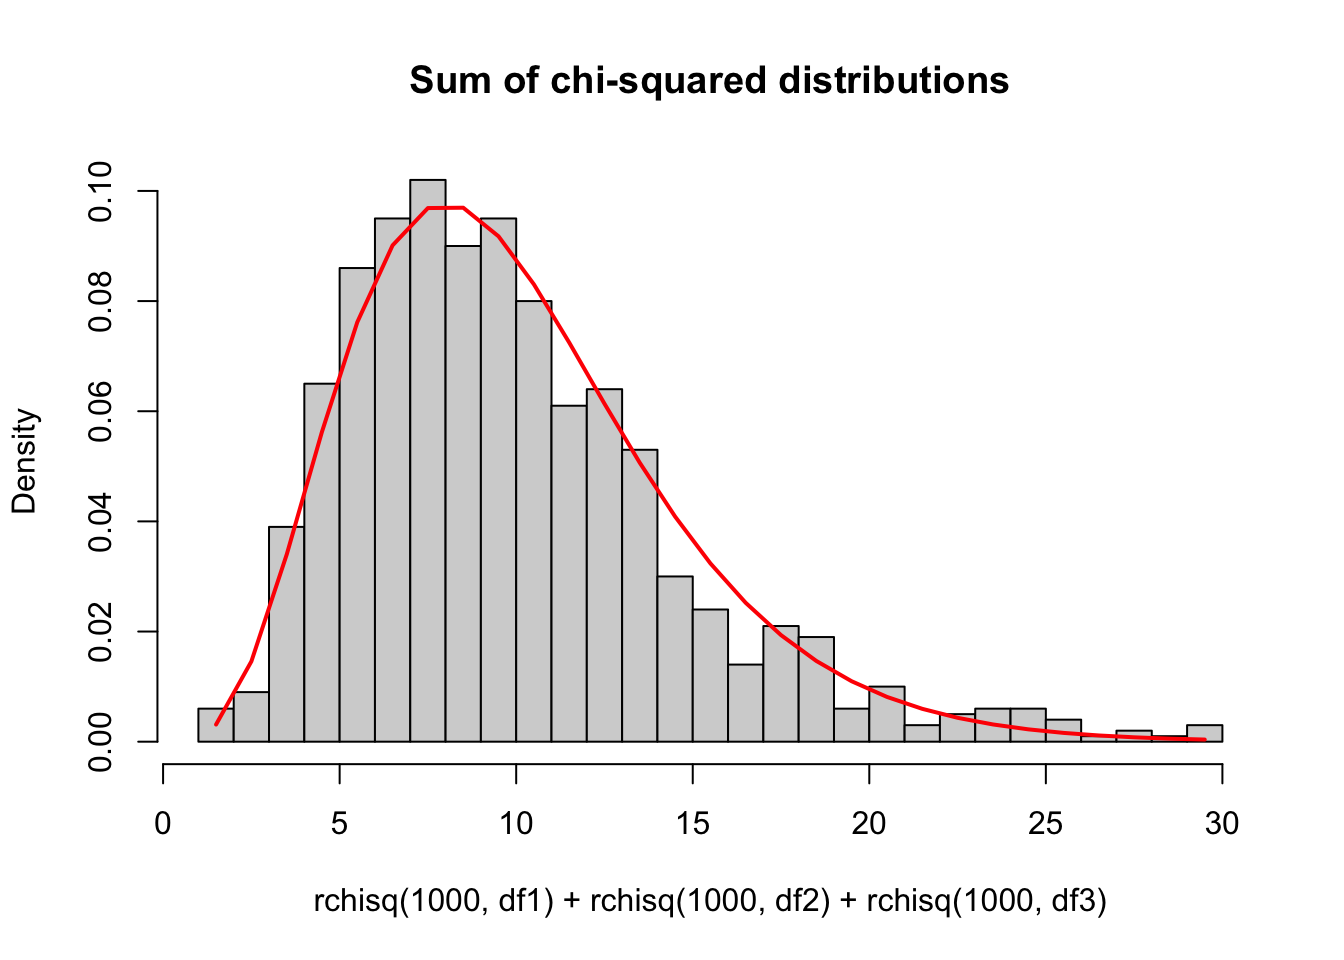 Sum of chi-squared distributions
Density
0.10
0.08
0.06
0.04
0.02
0.00
0 5 10 15 20 25 30
rchisq(1000, df1) + rchisq(1000, df2) + rchisq(1000, df3)